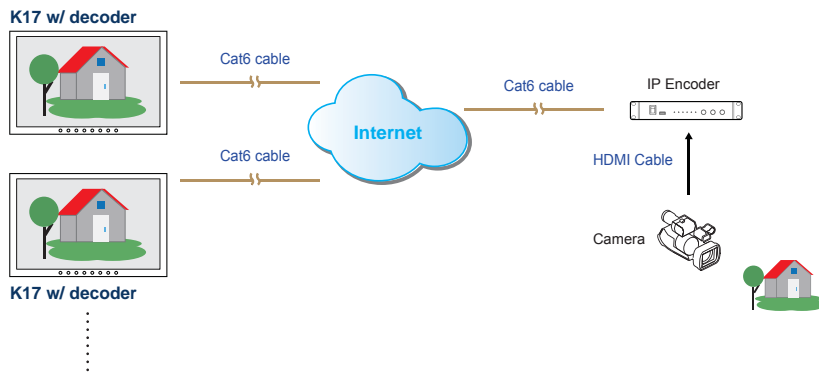 K17 w/ decoder
Cat6 cable
Cat6 cable
IP Encoder
Internet
Cat6 cable
HDMI Cable
Camera
K17 w/ decoder